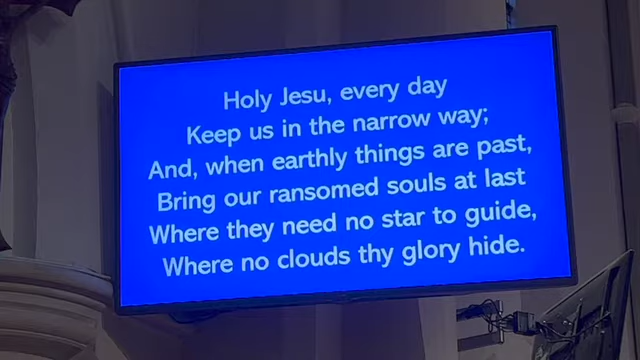 Holy Jesu, every day
Keep us in the narrow way;
And, when earthly things are past,
Bring our ransomed souls at last
Where they need no star to guide,
Where no clouds thy glory hide.